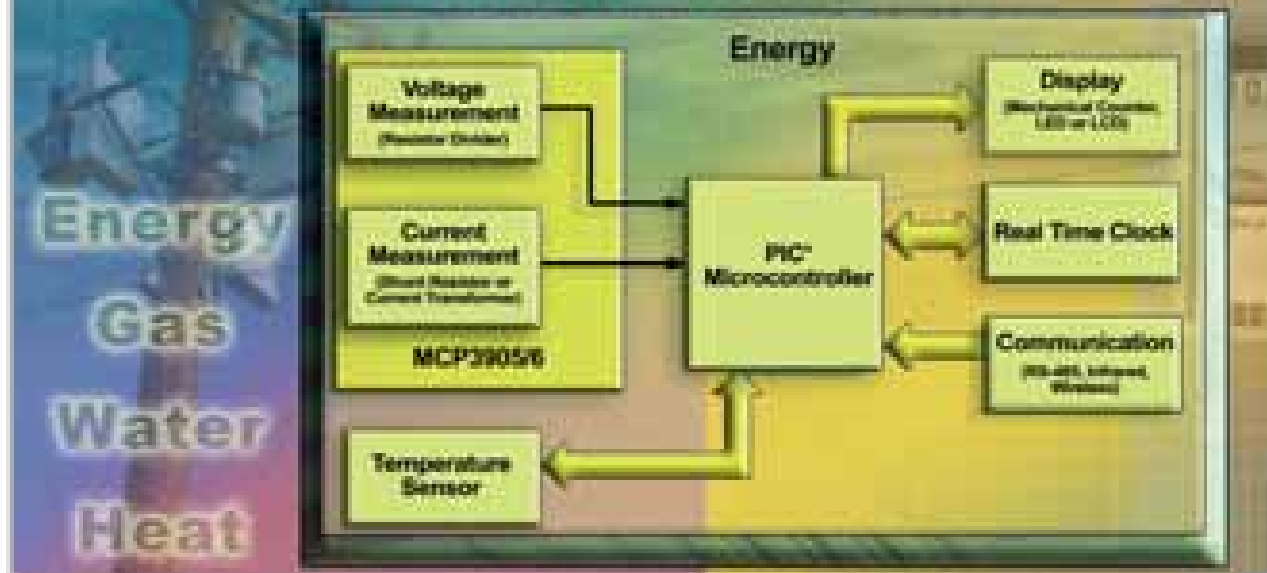 Energy
Gas
Water
Heat
Energy
Voltage
Measurement
(Resistor Divider)
Current
Measurement
(Shunt Resistor or
Current Transformer)
MCP3905/6
Temperature
Sensor
PIC®
Microcontroller
Display
(Mechanical Counter,
LED or LCD)
Real Time Clock
Communication
(RS-485, Infrared,
Wireless)